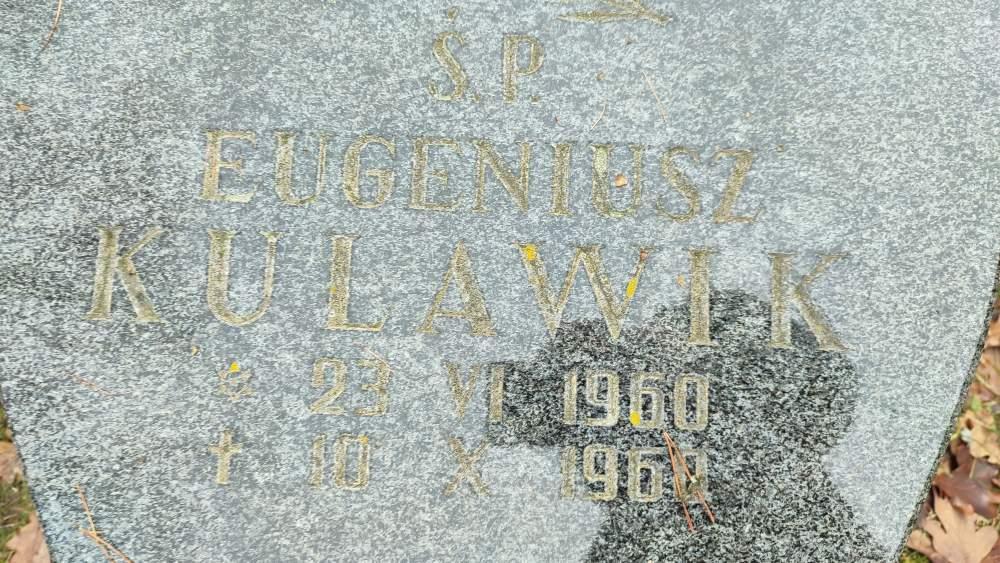 Ś.P.
EUGENIUSZ
KULAWIK
23 VI 1960
10 X